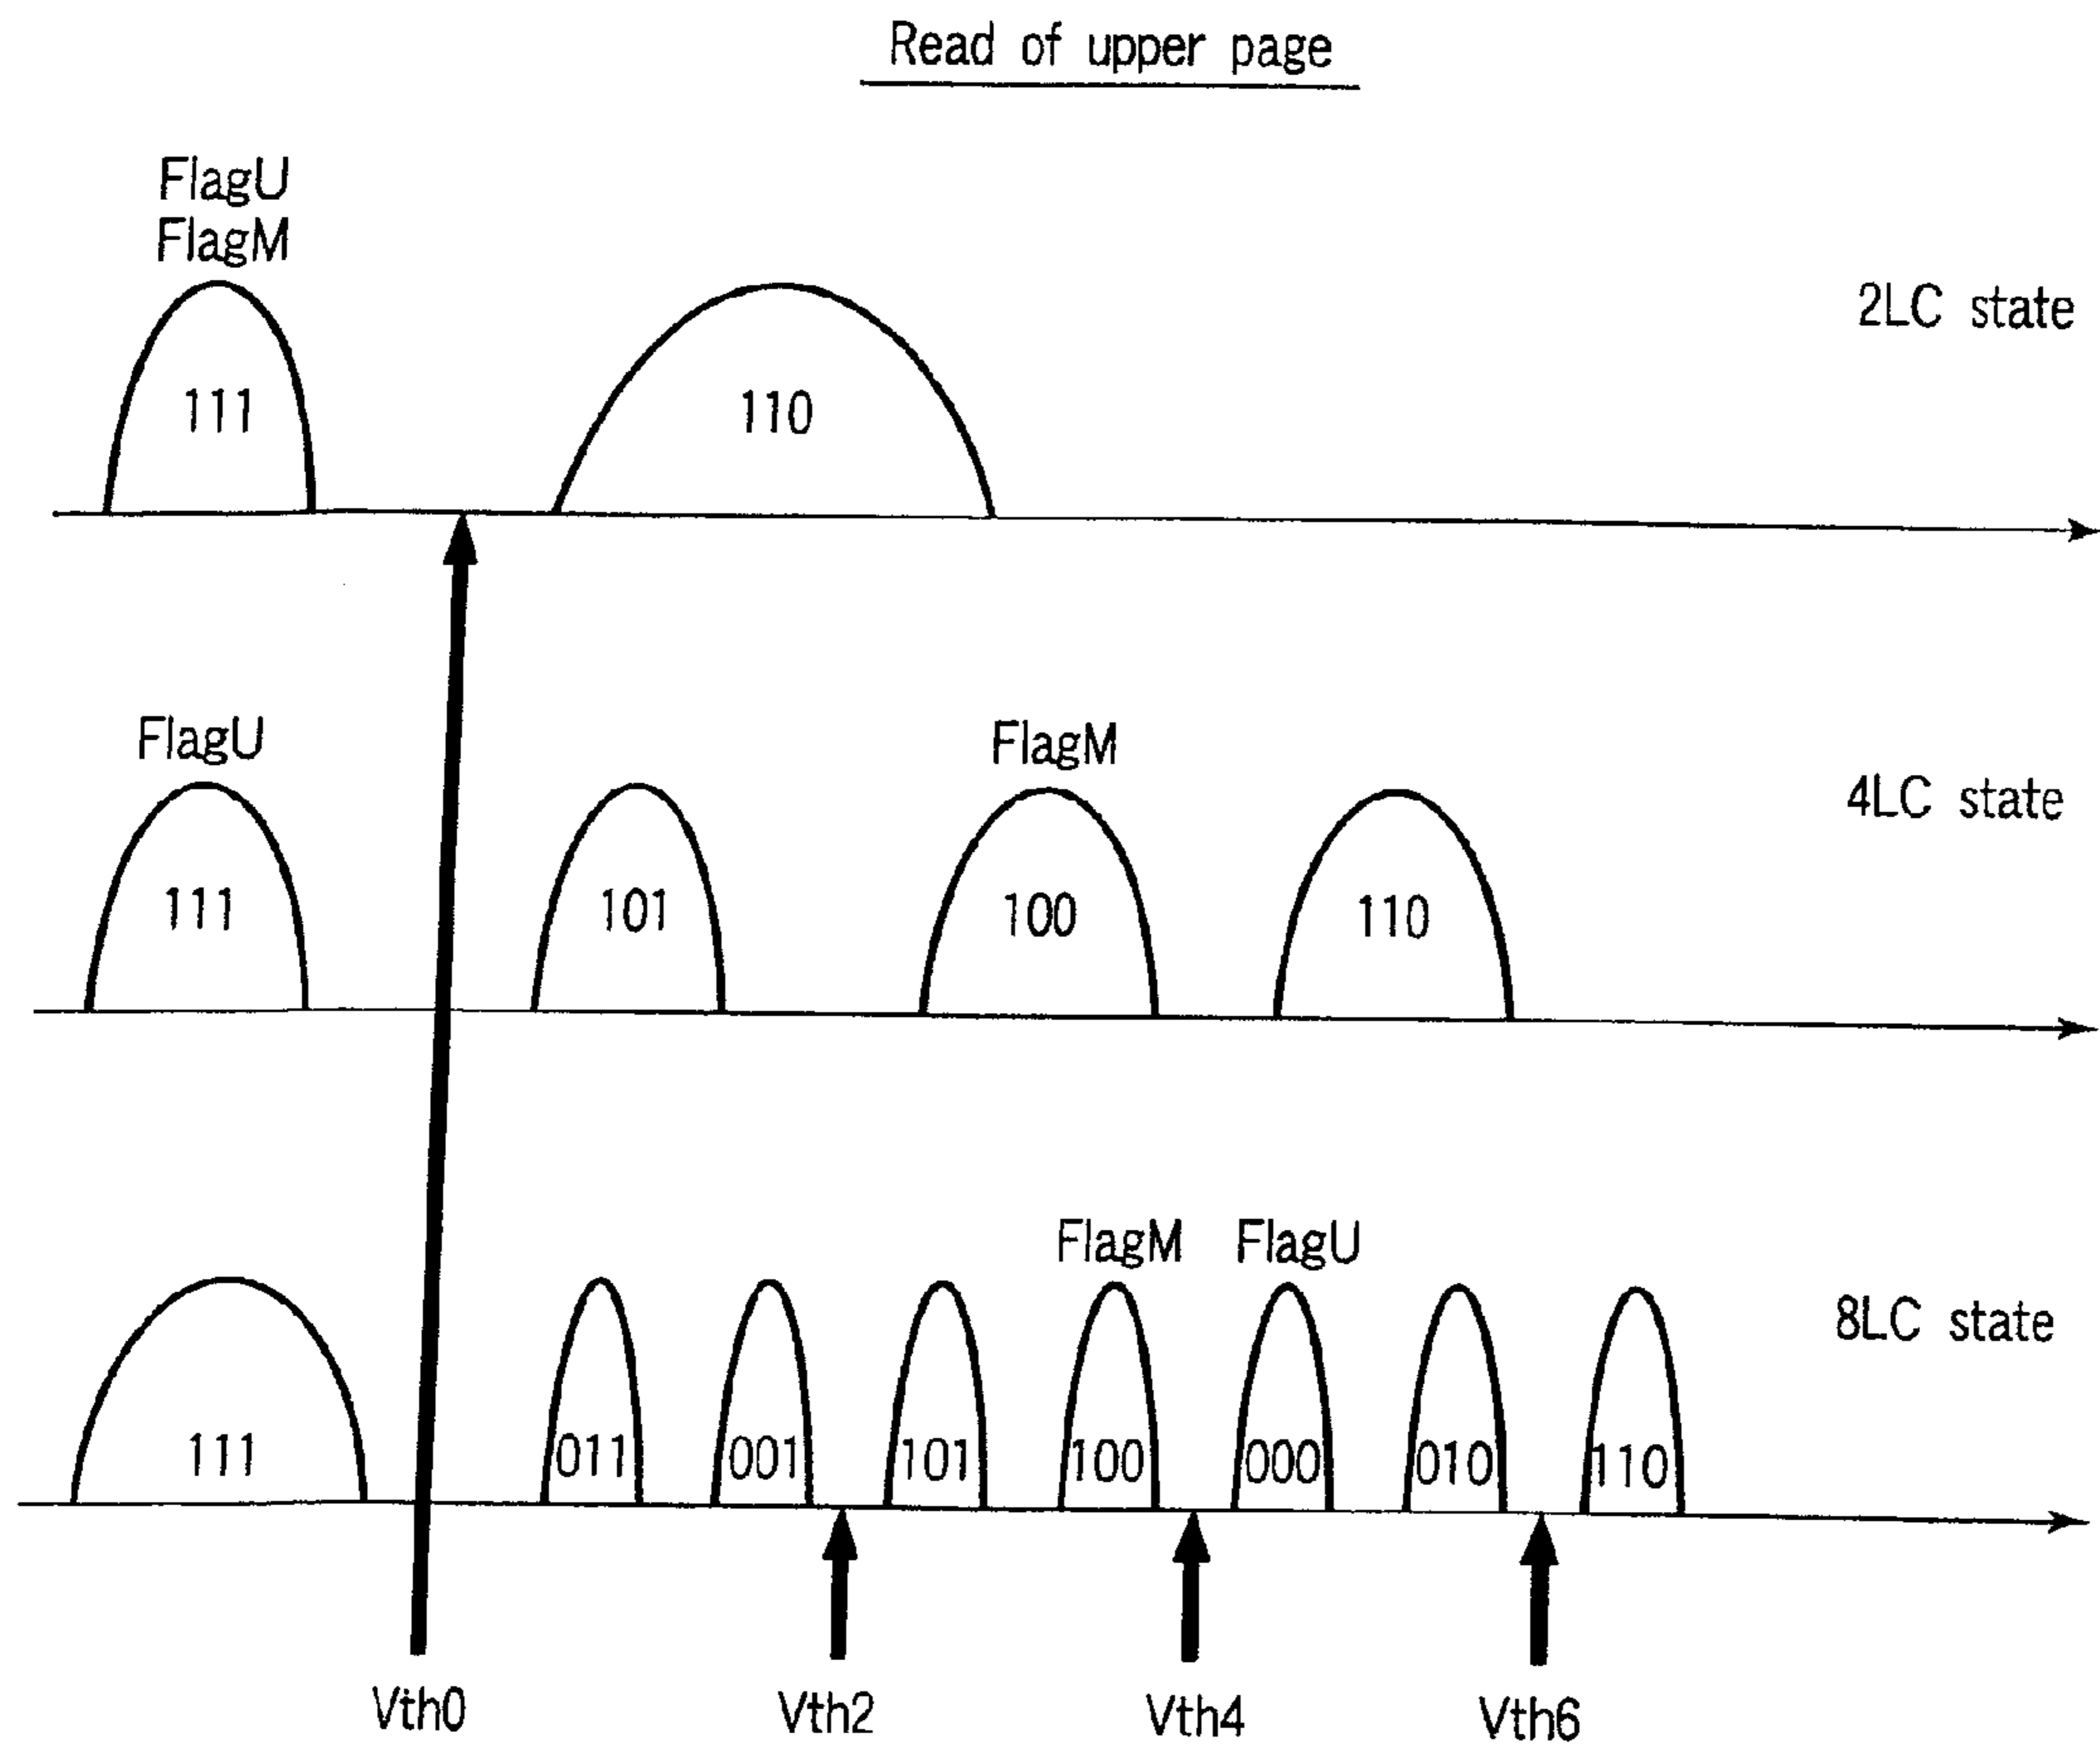 Read of upper page
FlagU
FlagM
2LC state
111 110
FlagU FlagM
4LC state
111 101 100 110
FlagM FlagU
8LC state
111 011 001 101 100 000 010 110
Vth0 Vth2 Vth4 Vth6